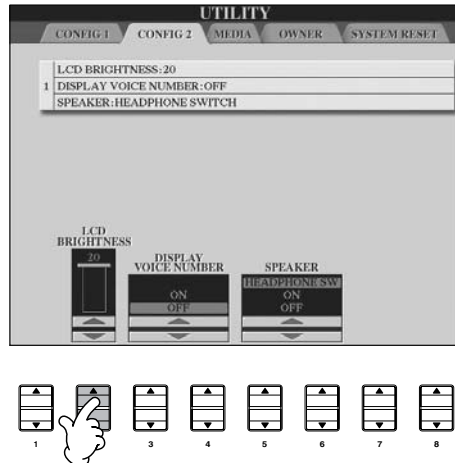 UTILITY
CONFIG 1 CONFIG 2 MEDIA OWNER SYSTEM RESET
LCD BRIGHTNESS:20
1 DISPLAY VOICE NUMBER:OFF
SPEAKER:HEADPHONE SWITCH
LCD
BRIGHTNESS
20
DISPLAY
VOICE NUMBER
ON
OFF
SPEAKER
HEADPHONE SW
ON
OFF
1 3 4 5 6 7 8